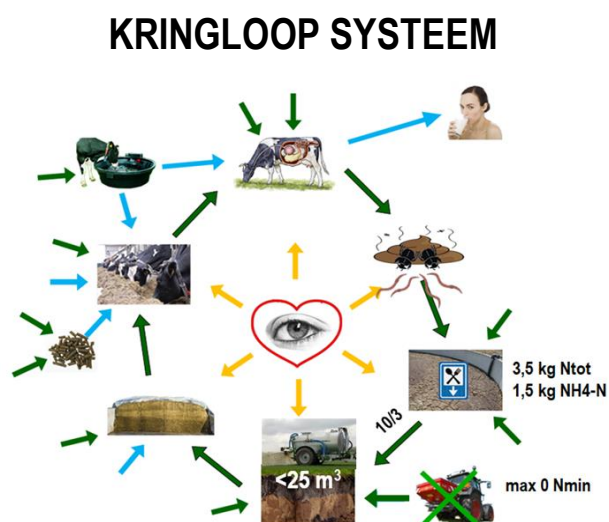 KRINGLOOP SYSTEEM
3,5 kg Ntot
1,5 kg NH4-N
10/3
<25 m³
max 0 Nmin